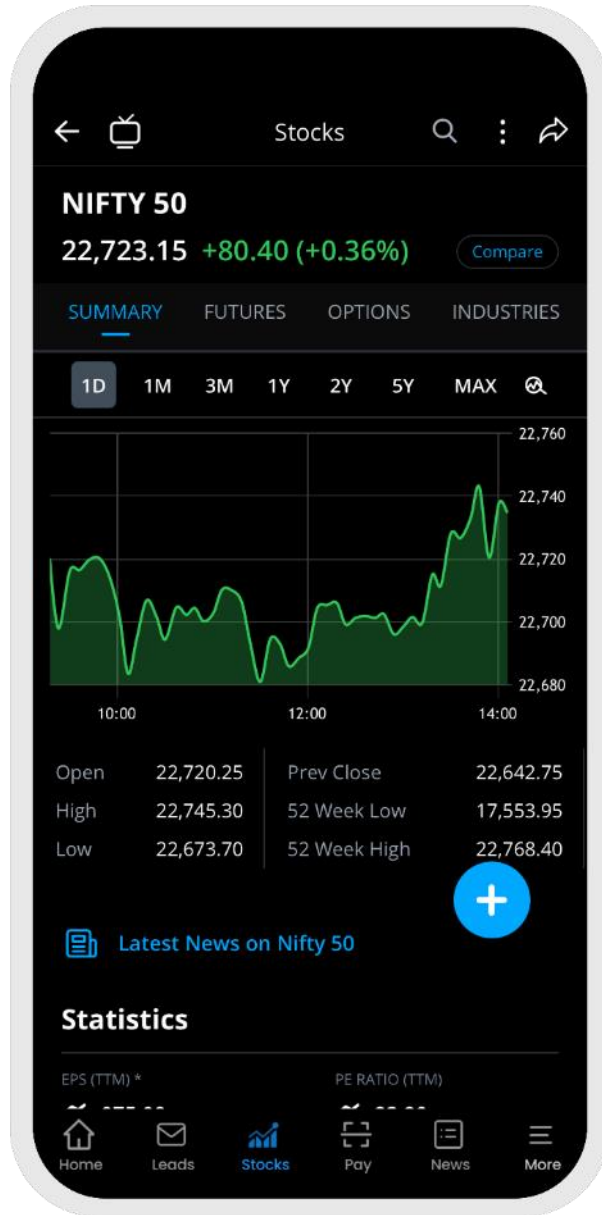 Stocks
NIFTY 50
22,723.15 +80.40 (+0.36%) Compare
SUMMARY FUTURES OPTIONS INDUSTRIES
1D 1M 3M 1Y 2Y 5Y MAX
22,760
22,740
22,720
22,700
22,680
10:00 12:00 14:00
Open 22,720.25 Prev Close 22,642.75
High 22,745.30 52 Week Low 17,553.95
Low 22,673.70 52 Week High 22,768.40
+
Latest News on Nifty 50
Statistics
EPS (TTM) * PE RATIO (TTM)
Home Leads Stocks Pay News More